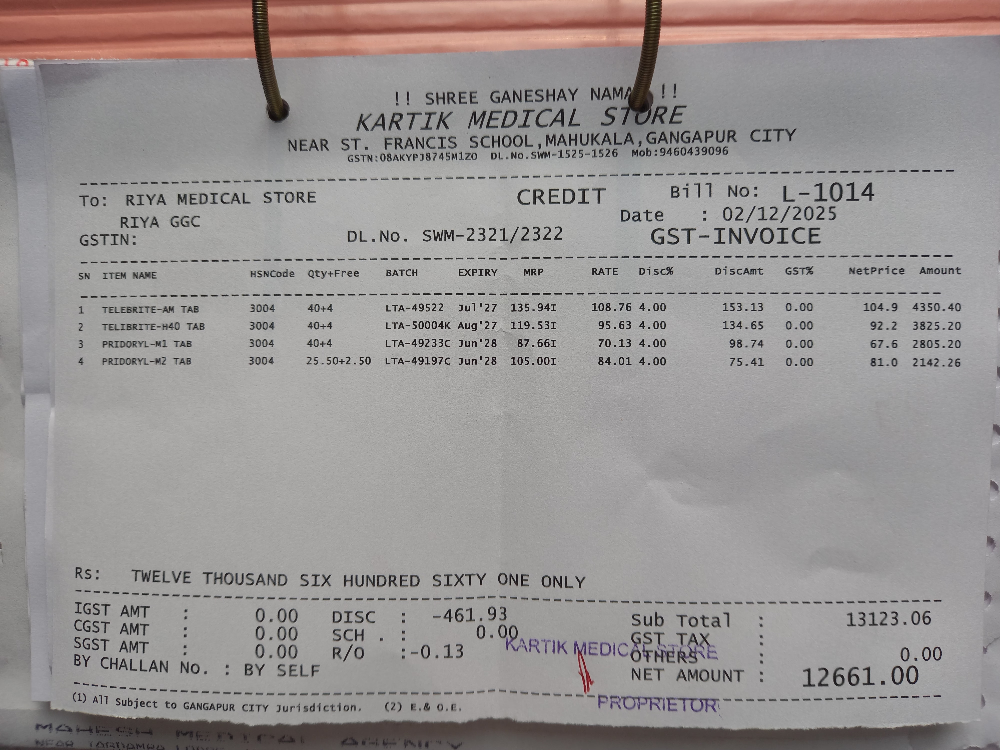 !! SHREE GANESHAY NAMA !!
KARTIK MEDICAL STORE
NEAR ST. FRANCIS SCHOOL,MAHUKALA,GANGAPUR CITY
GSTN:08AKYPJ8745M1ZO DL.No.SWM-1525-1526 Mob:9460439096
To: RIYA MEDICAL STORE CREDIT Bill No: L-1014
RIYA GGC Date : 02/12/2025
GSTIN: DL.No. SWM-2321/2322 GST-INVOICE
SN ITEM NAME HSNCode Qty+Free BATCH EXPIRY MRP RATE Disc% DiscAmt GST% NetPrice Amount
1 TELEBRITE-AM TAB 3004 40+4 LTA-49522 Jul'27 135.94I 108.76 4.00 153.13 0.00 104.9 4350.40
2 TELIBRITE-H40 TAB 3004 40+4 LTA-50004K Aug'27 119.53I 95.63 4.00 134.65 0.00 92.2 3825.20
3 PRIDORYL-M1 TAB 3004 40+4 LTA-49233C Jun'28 87.66I 70.13 4.00 98.74 0.00 67.6 2805.20
4 PRIDORYL-M2 TAB 3004 25.50+2.50 LTA-49197C Jun'28 105.00I 84.01 4.00 75.41 0.00 81.0 2142.26
Rs: TWELVE THOUSAND SIX HUNDRED SIXTY ONE ONLY
IGST AMT : 0.00 DISC : -461.93 Sub Total : 13123.06
CGST AMT : 0.00 SCH . : 0.00 GST TAX :
SGST AMT : 0.00 R/O :-0.13 OTHERS : 0.00
KARTIK MEDICAL STORE
BY CHALLAN NO. : BY SELF NET AMOUNT : 12661.00
PROPRIETOR
(1) All Subject to GANGAPUR CITY Jurisdiction. (2) E.& O.E.